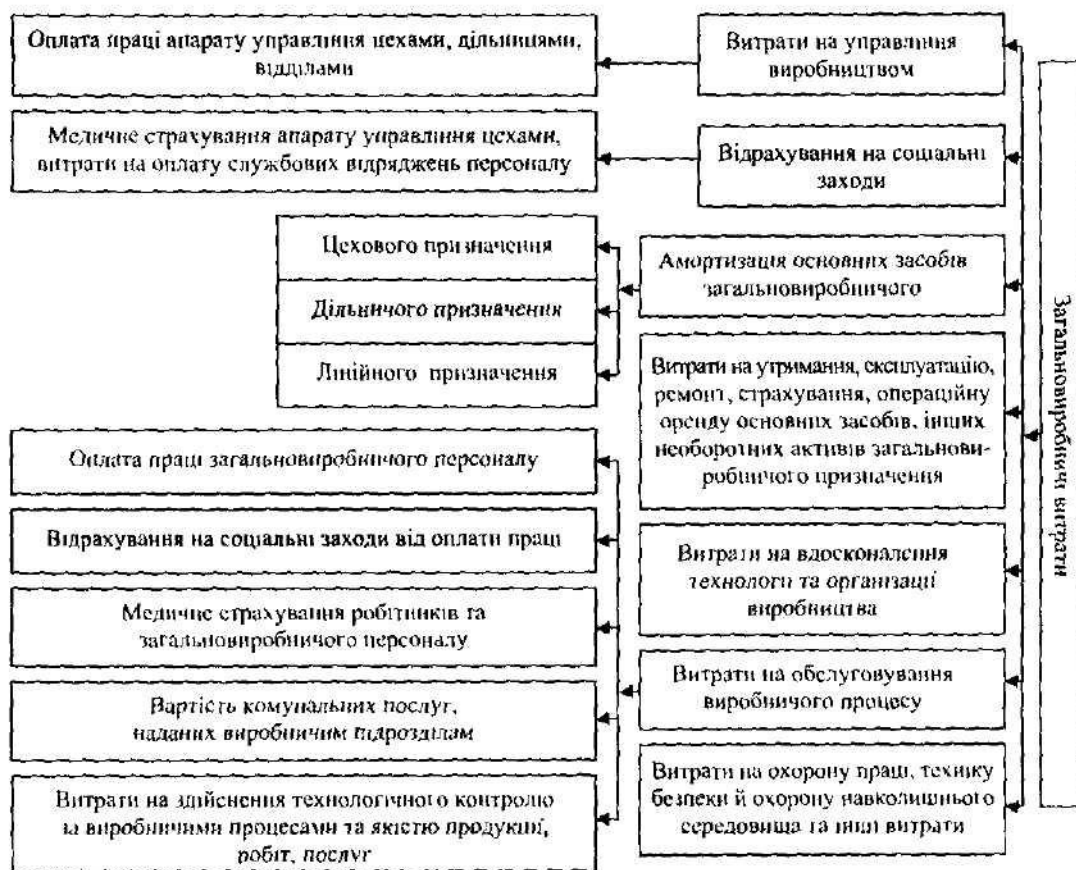 Оплата праці апарату управління цехами, дільницями,
відділами
Витрати на управління
виробництвом
Медичне страхування апарату управління цехами,
витрати на оплату службових відряджень персоналу
Відрахування на соціальні
заходи
Цехового призначення
Дільничого призначення
Лінійного призначення
Амортизація основних засобів
загальновиробничого
Витрати на утримання, експлуатацію,
ремонт, страхування, операційну
оренду основних засобів, інших
необоротних активів загальнови-
робничого призначення
Оплата праці загальновиробничого персоналу
Відрахування на соціальні заходи від оплати праці
Витрати на вдосконалення
технології та організації
виробництва
Медичне страхування робітників та
загальновиробничого персоналу
Витрати на обслуговування
виробничого процесу
Вартість комунальних послуг,
наданих виробничим підрозділам
Витрати на здійснення технологічного контролю
за виробничими процесами та якістю продукції,
робіт, послуг
Витрати на охорону праці, техніку
безпеки й охорону навколишнього
середовища та інші витрати
Загальновиробничі витрати